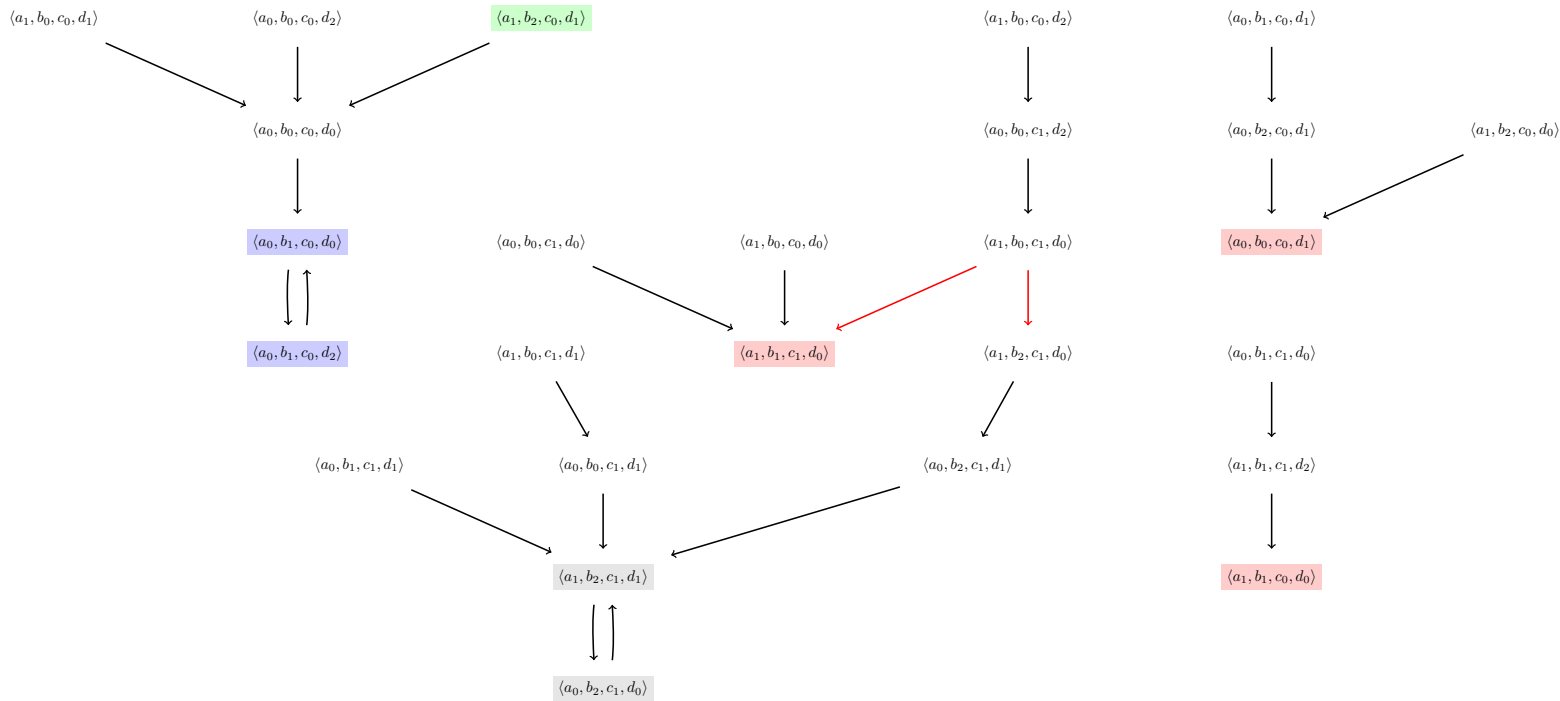 ⟨a₁, b₀, c₀, d₁⟩ ⟨a₀, b₀, c₀, d₂⟩ ⟨a₁, b₂, c₀, d₁⟩ ⟨a₁, b₀, c₀, d₂⟩ ⟨a₀, b₁, c₀, d₁⟩
⟨a₀, b₀, c₀, d₀⟩ ⟨a₀, b₀, c₁, d₂⟩ ⟨a₀, b₂, c₀, d₁⟩ ⟨a₁, b₂, c₀, d₀⟩
⟨a₀, b₁, c₀, d₀⟩ ⟨a₀, b₀, c₁, d₀⟩ ⟨a₁, b₀, c₀, d₀⟩ ⟨a₁, b₀, c₁, d₀⟩ ⟨a₀, b₀, c₀, d₁⟩
⟨a₀, b₁, c₀, d₂⟩ ⟨a₁, b₀, c₁, d₁⟩ ⟨a₁, b₁, c₁, d₀⟩ ⟨a₁, b₂, c₁, d₀⟩ ⟨a₀, b₁, c₁, d₀⟩
⟨a₀, b₁, c₁, d₁⟩ ⟨a₀, b₀, c₁, d₁⟩ ⟨a₀, b₂, c₁, d₁⟩ ⟨a₁, b₁, c₁, d₂⟩
⟨a₁, b₂, c₁, d₁⟩ ⟨a₁, b₁, c₀, d₀⟩
⟨a₀, b₂, c₁, d₀⟩